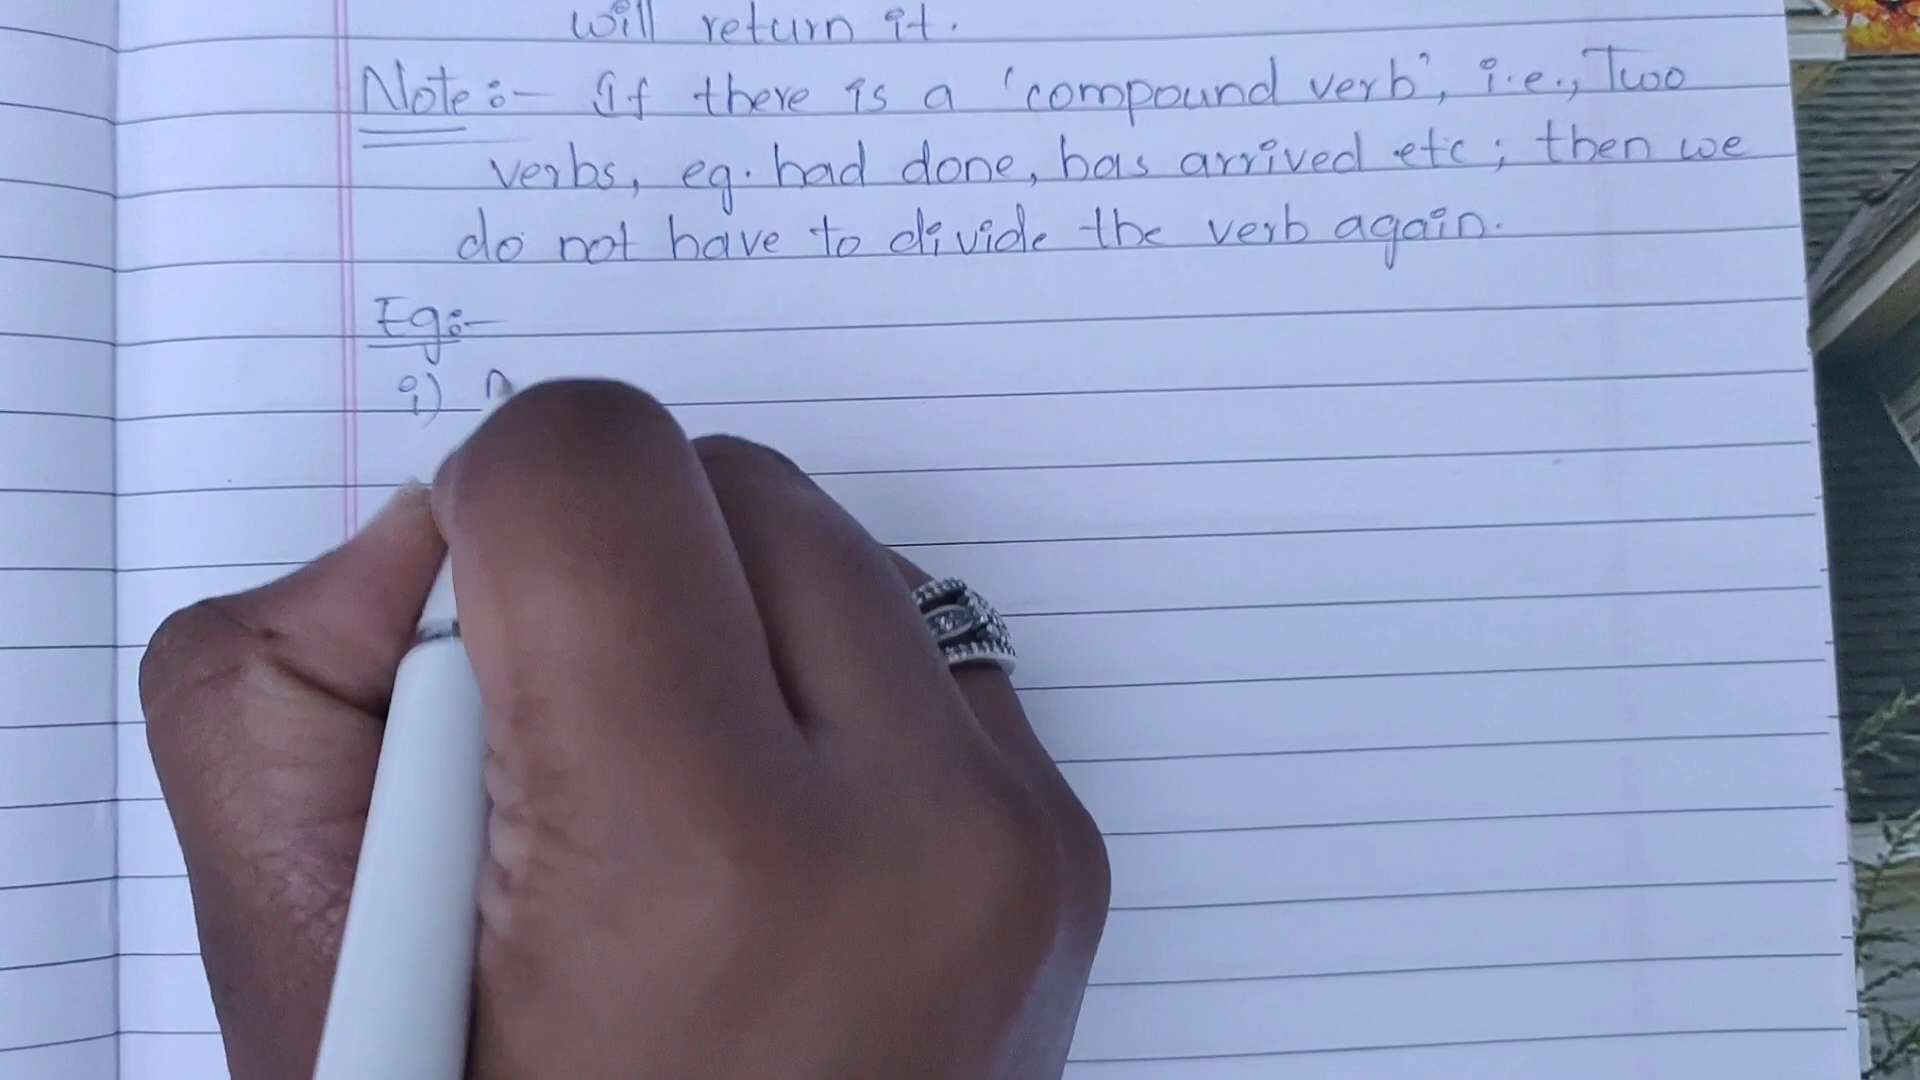 will return it.
Note:- If there is a 'compound verb', i.e., Two
verbs, eg. had done, has arrived etc; then we
do not have to divide the verb again.
Eg:-
i)